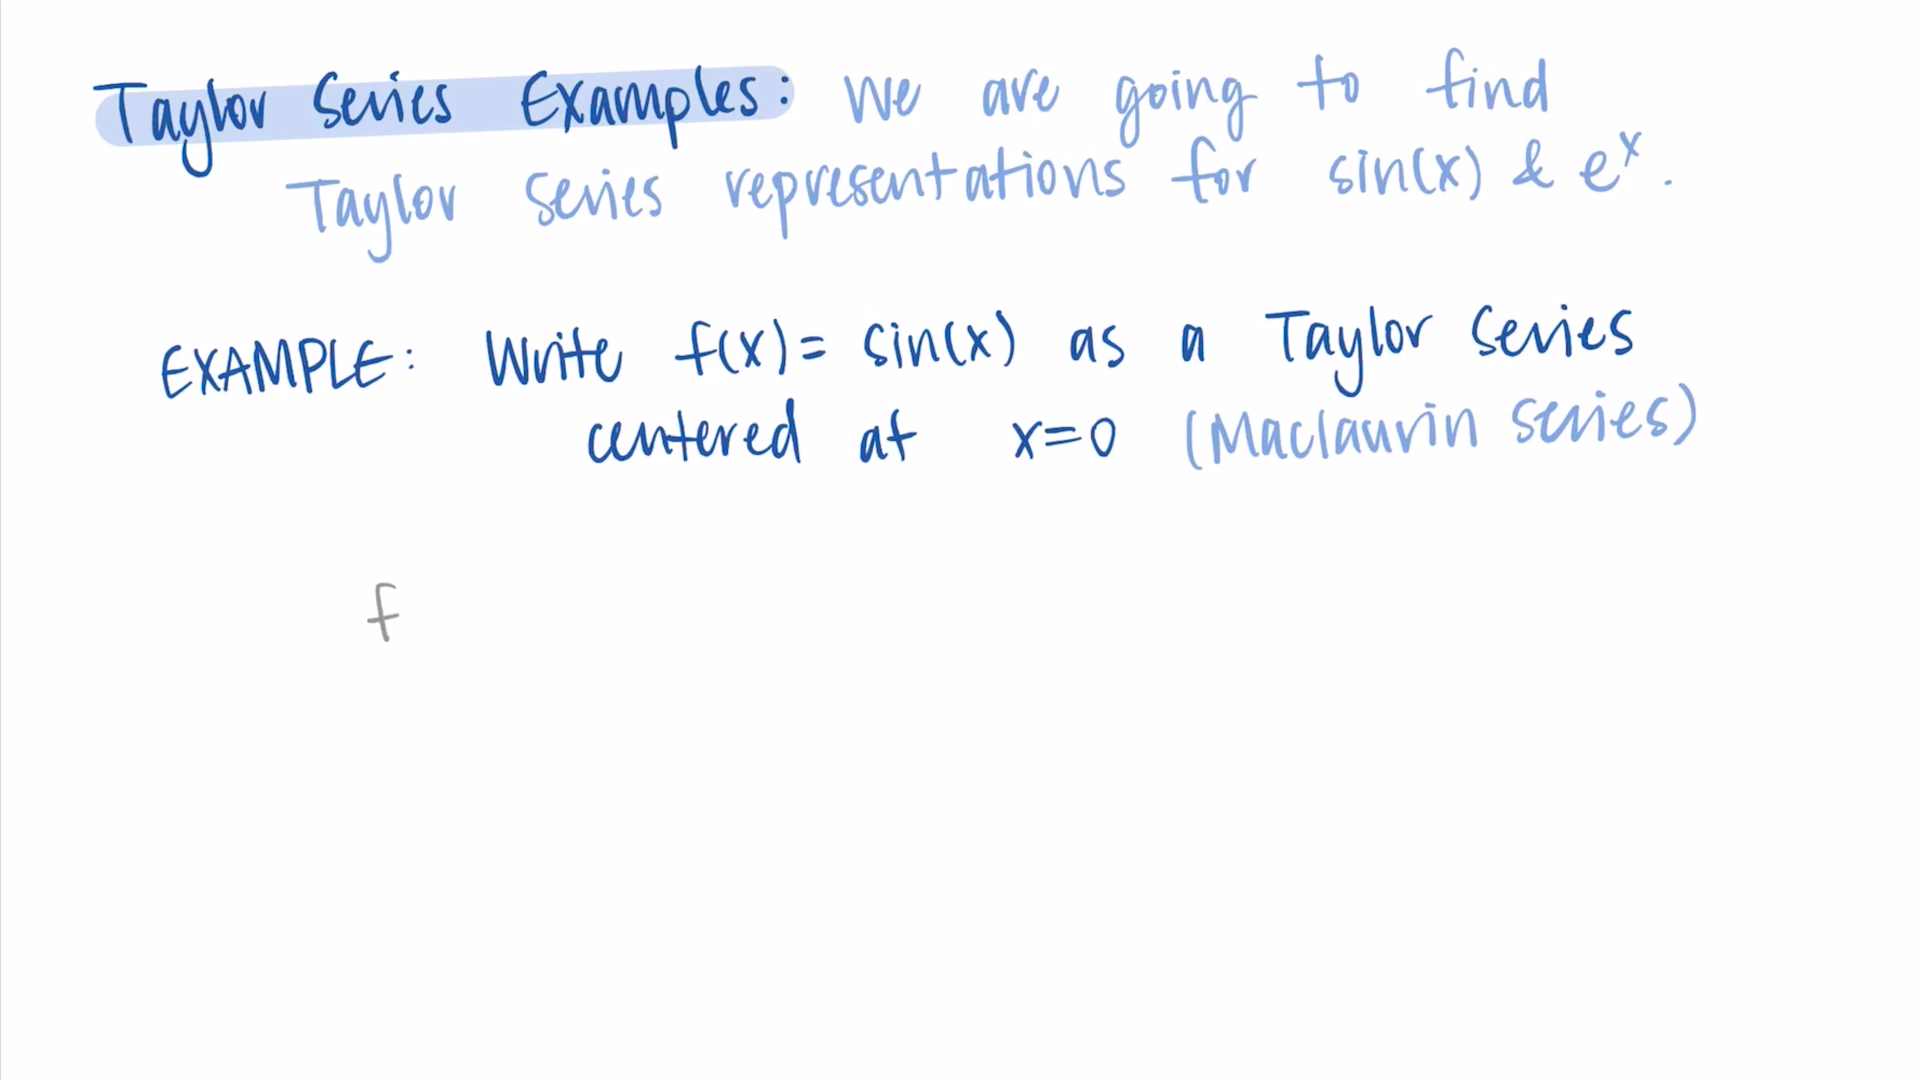 Taylor Series Examples: We are going to find
Taylor Series representations for sin(x) & eˣ.
EXAMPLE: Write f(x) = sin(x) as a Taylor Series
centered at x=0 (Maclaurin series)
f